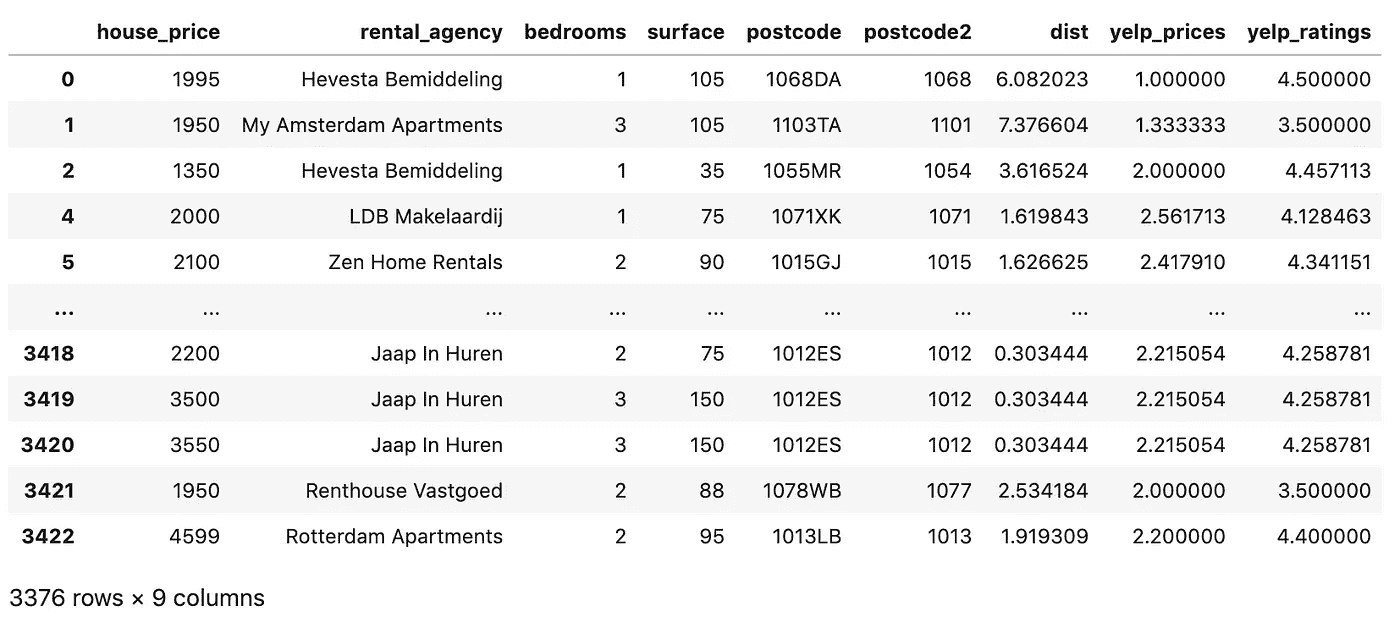 house_price rental_agency bedrooms surface postcode postcode2 dist yelp_prices yelp_ratings
0 1995 Hevesta Bemiddeling 1 105 1068DA 1068 6.082023 1.000000 4.500000
1 1950 My Amsterdam Apartments 3 105 1103TA 1101 7.376604 1.333333 3.500000
2 1350 Hevesta Bemiddeling 1 35 1055MR 1054 3.616524 2.000000 4.457113
4 2000 LDB Makelaardij 1 75 1071XK 1071 1.619843 2.561713 4.128463
5 2100 Zen Home Rentals 2 90 1015GJ 1015 1.626625 2.417910 4.341151
... ... ... ... ... ... ... ... ... ...
3418 2200 Jaap In Huren 2 75 1012ES 1012 0.303444 2.215054 4.258781
3419 3500 Jaap In Huren 3 150 1012ES 1012 0.303444 2.215054 4.258781
3420 3550 Jaap In Huren 3 150 1012ES 1012 0.303444 2.215054 4.258781
3421 1950 Renthouse Vastgoed 2 88 1078WB 1077 2.534184 2.000000 3.500000
3422 4599 Rotterdam Apartments 2 95 1013LB 1013 1.919309 2.200000 4.400000
3376 rows × 9 columns